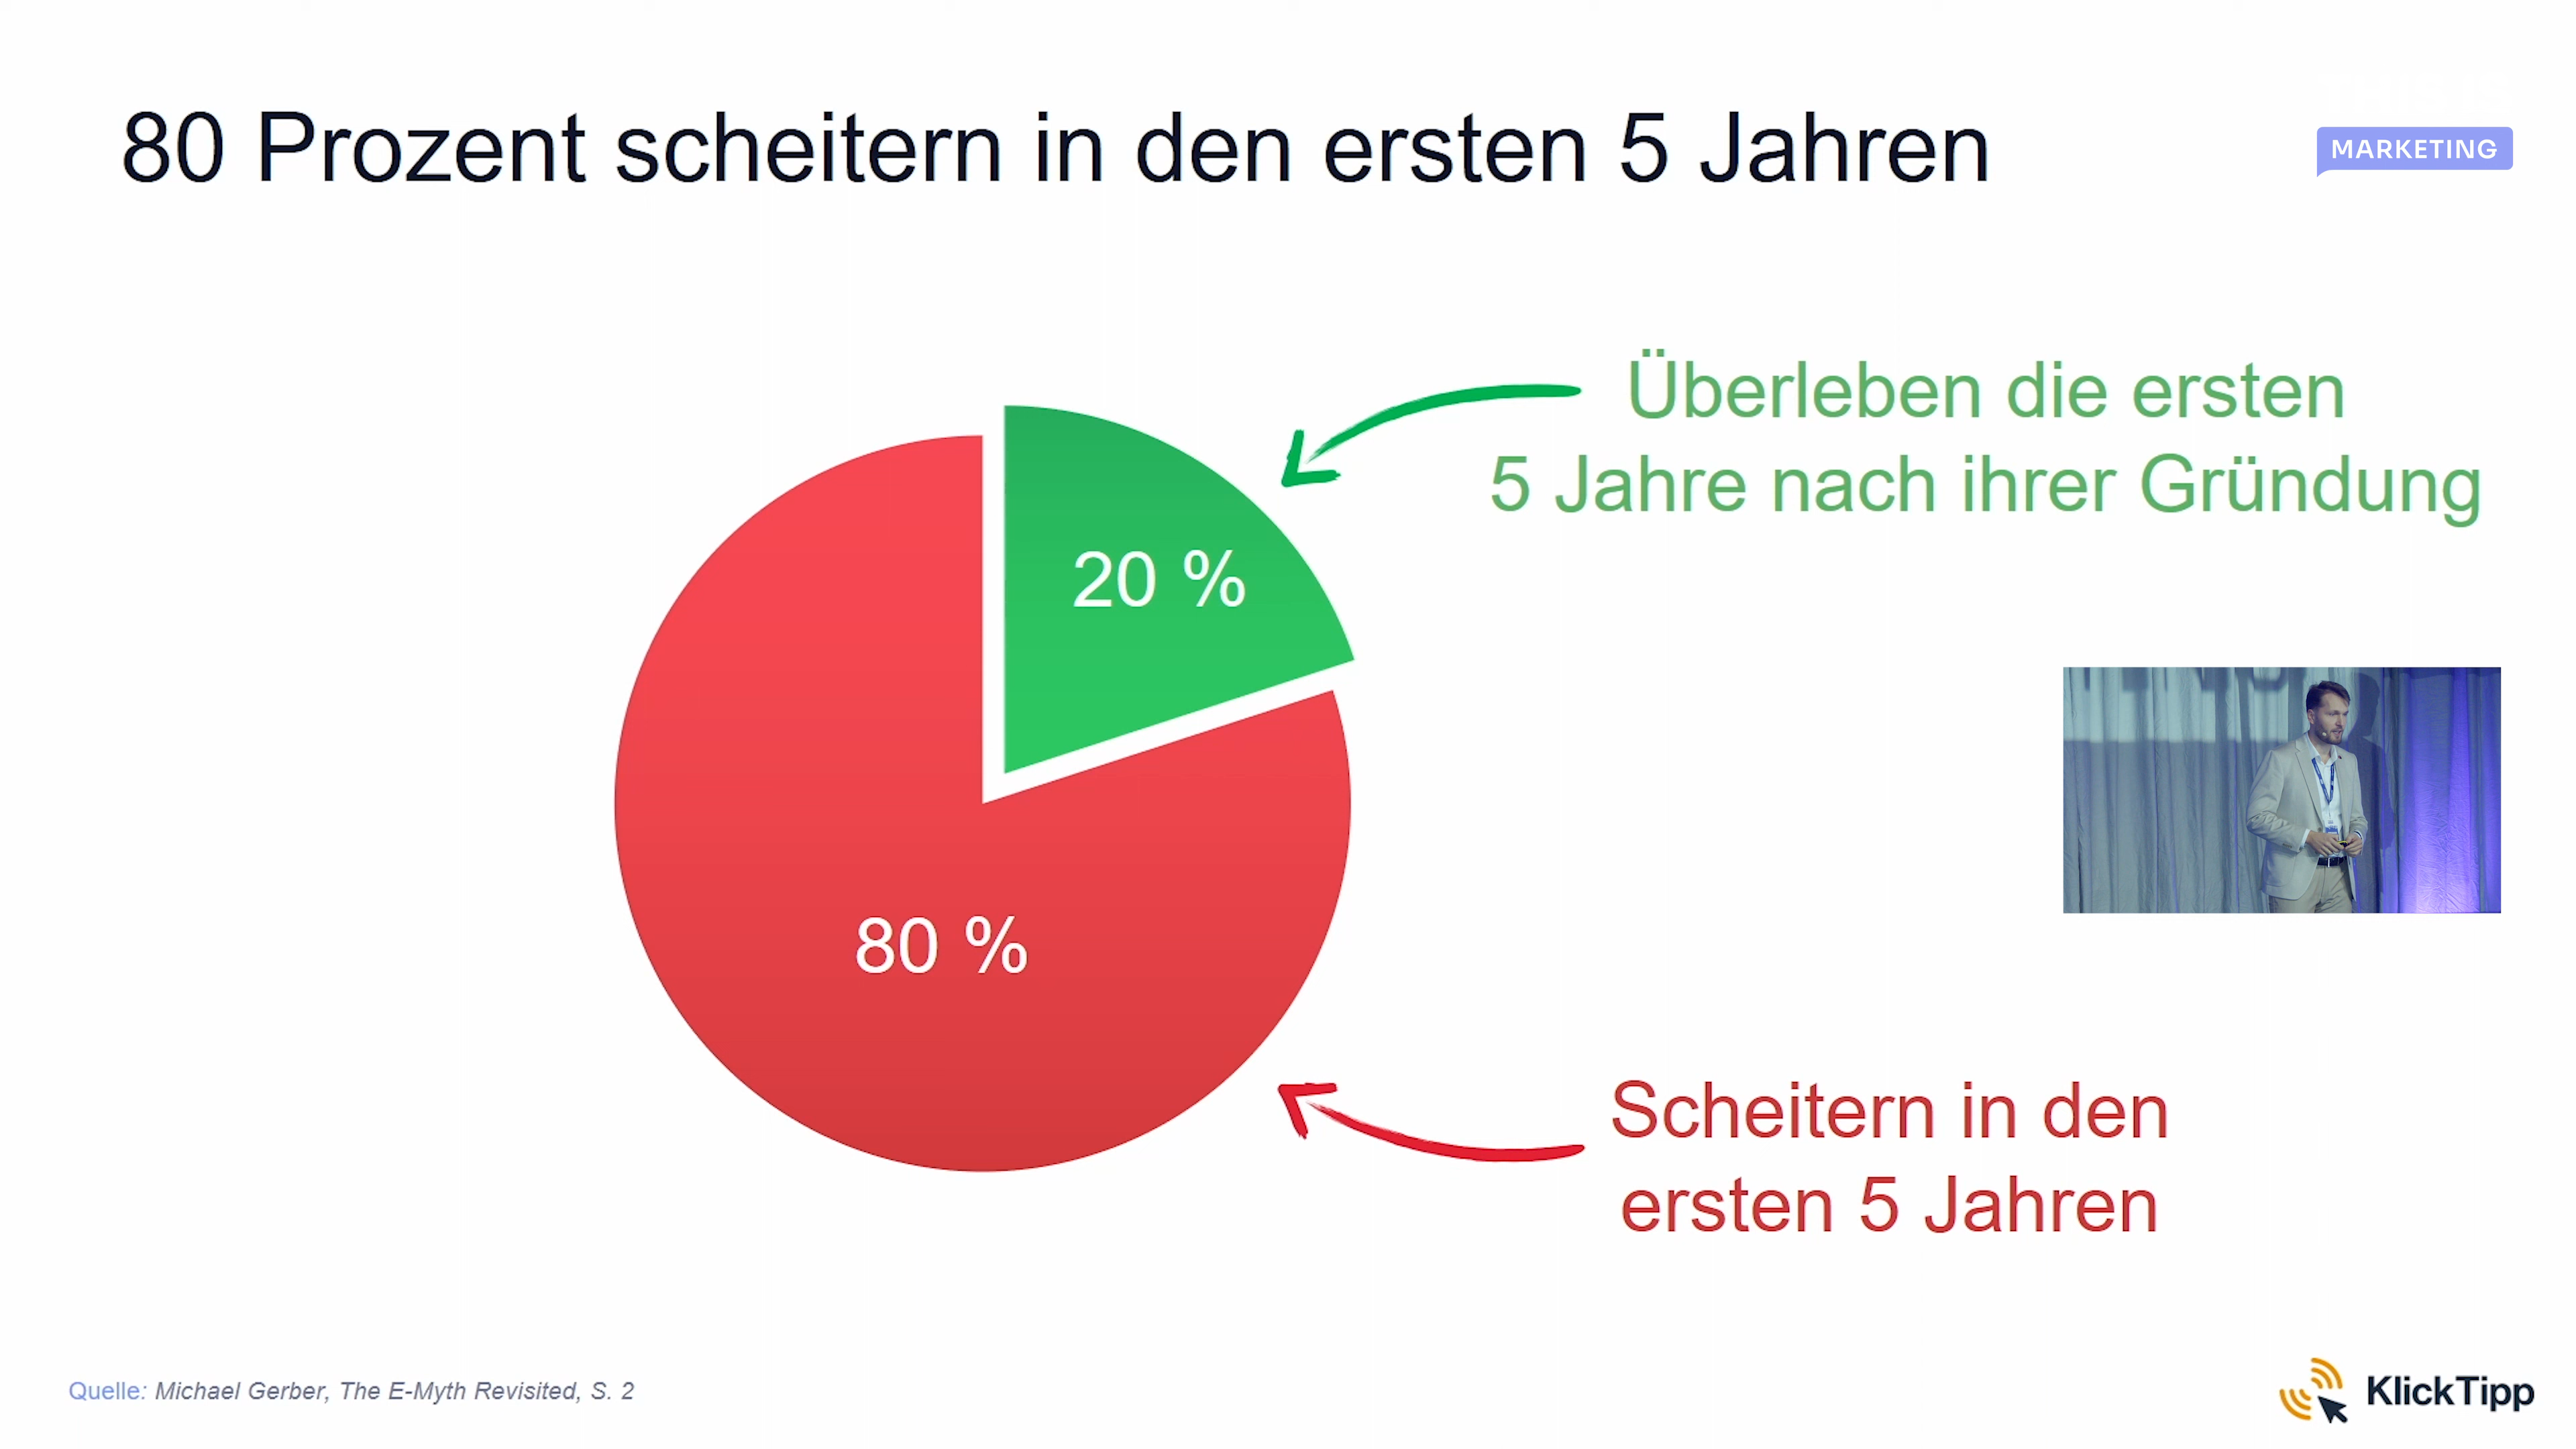 80 Prozent scheitern in den ersten 5 Jahren
MARKETING
Überleben die ersten
5 Jahre nach ihrer Gründung
20 %
80 %
Scheitern in den
ersten 5 Jahren
Quelle: Michael Gerber, The E-Myth Revisited, S. 2
KlickTipp